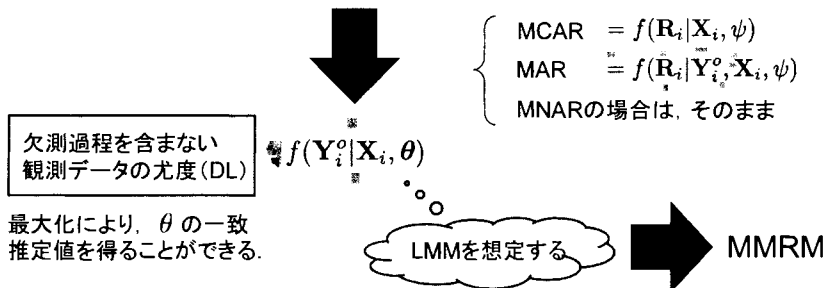 MCAR = f(R_i|X_i, ψ)
MAR = f(R_i|Y_i^o, X_i, ψ)
MNARの場合は, そのまま
欠測過程を含まない
観測データの尤度(DL)
f(Y_i^o|X_i, θ)
最大化により, θ の一致
推定値を得ることができる.
LMMを想定する
MMRM